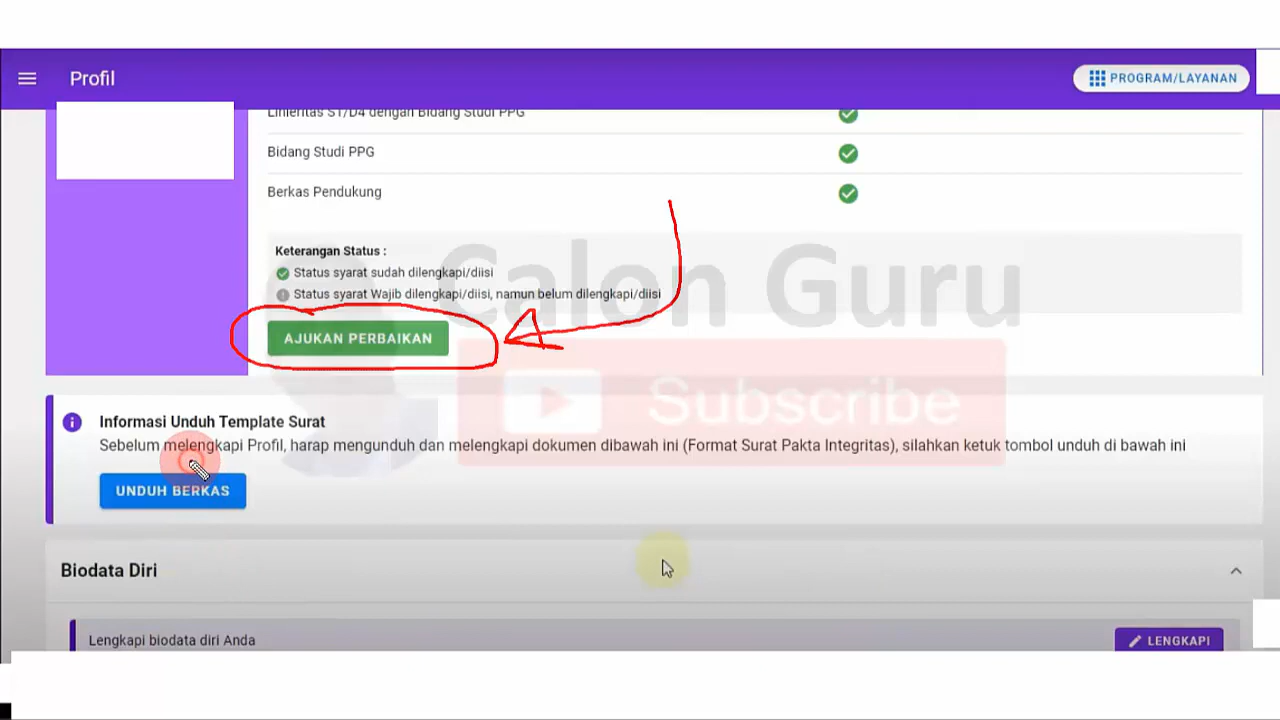 Profil
PROGRAM/LAYANAN
Linieritas S1/D4 dengan Bidang Studi PPG
Bidang Studi PPG
Berkas Pendukung
Keterangan Status :
Status syarat sudah dilengkapi/diisi
Status syarat Wajib dilengkapi/diisi, namun belum dilengkapi/diisi
Calon Guru
AJUKAN PERBAIKAN
Subscribe
Informasi Unduh Template Surat
Sebelum melengkapi Profil, harap mengunduh dan melengkapi dokumen dibawah ini (Format Surat Pakta Integritas), silahkan ketuk tombol unduh di bawah ini
UNDUH BERKAS
Biodata Diri
Lengkapi biodata diri Anda
LENGKAPI